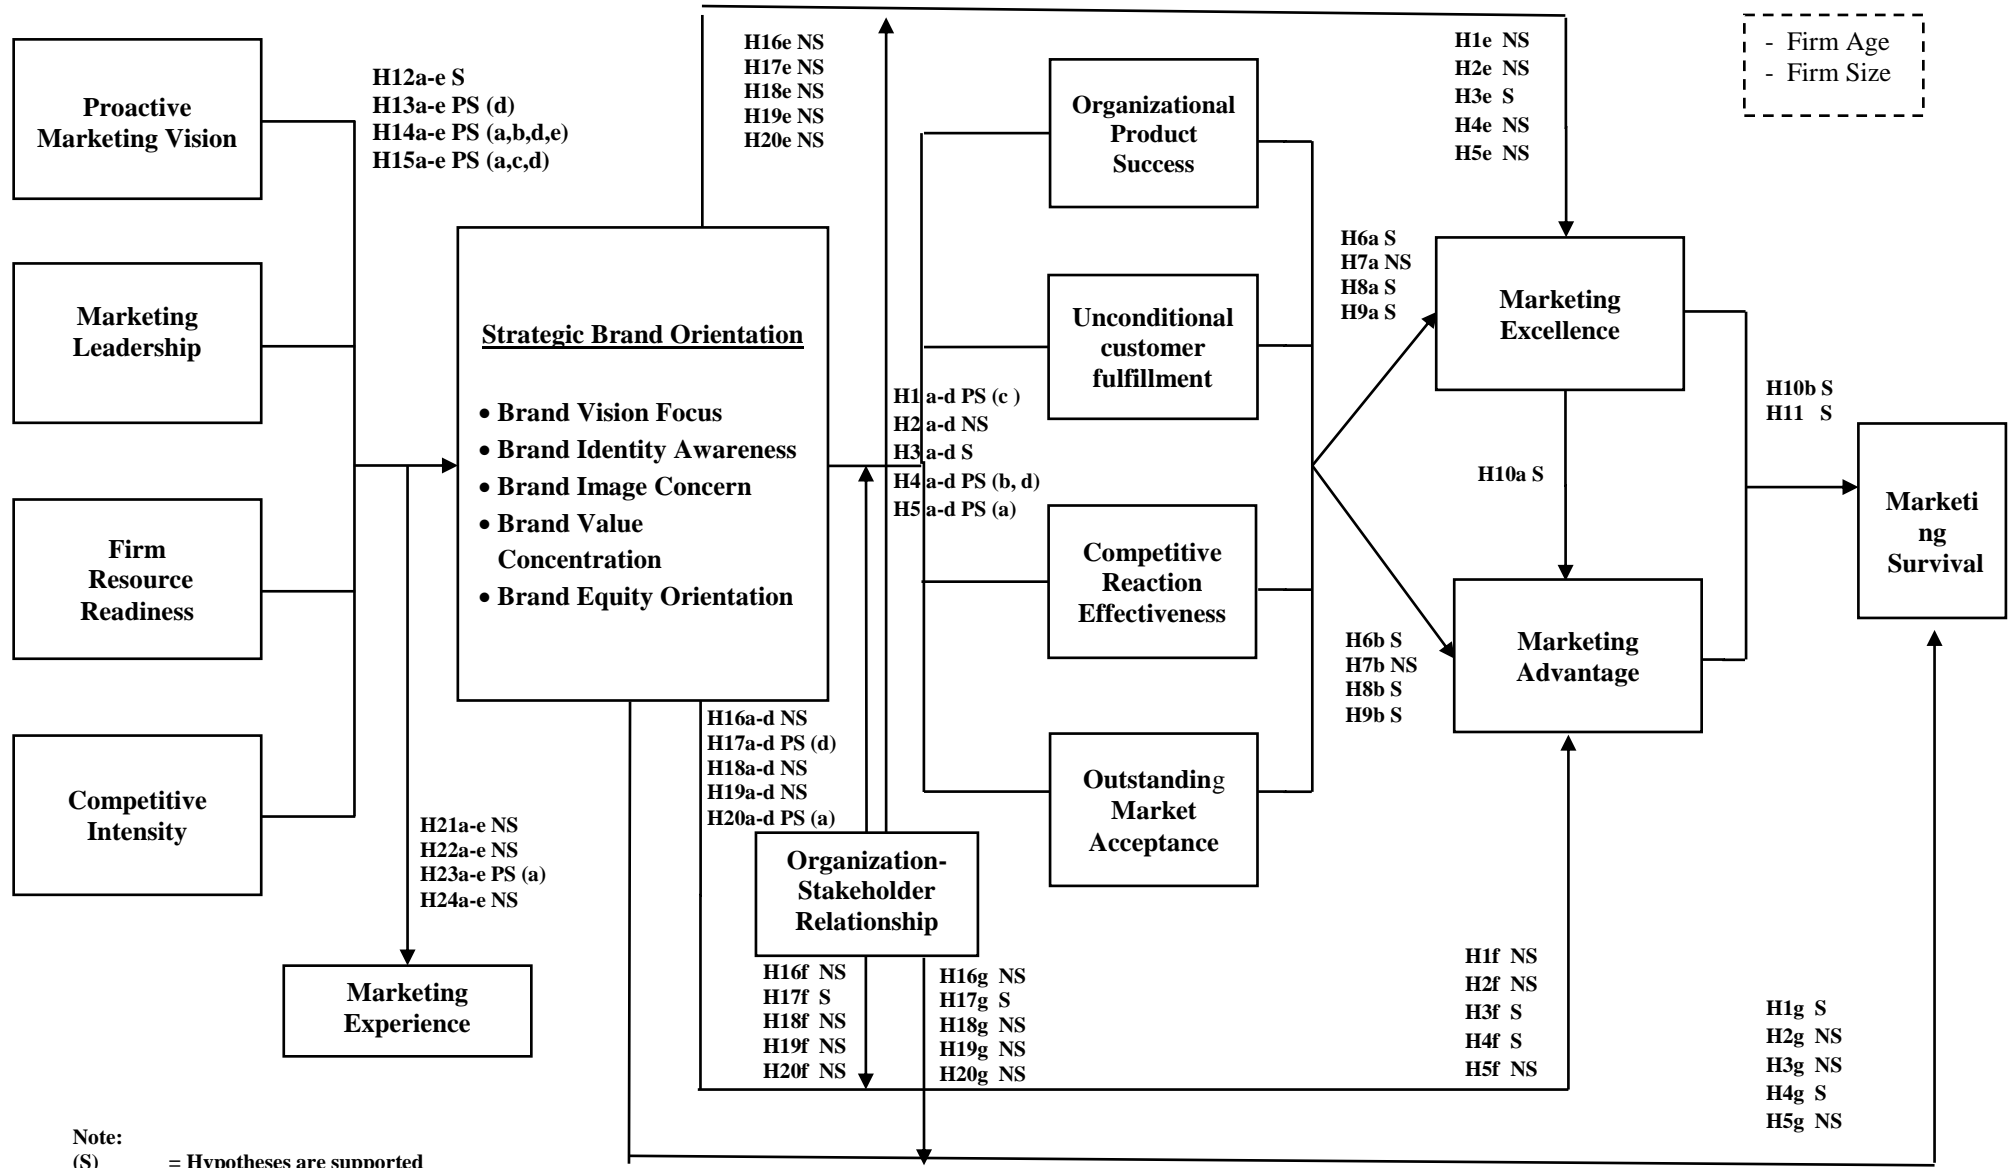 Proactive
Marketing Vision
Marketing
Leadership
Firm
Resource
Readiness
Competitive
Intensity
H12a-e S
H13a-e PS (d)
H14a-e PS (a,b,d,e)
H15a-e PS (a,c,d)
H21a-e NS
H22a-e NS
H23a-e PS (a)
H24a-e NS
Marketing
Experience
Strategic Brand Orientation
• Brand Vision Focus
• Brand Identity Awareness
• Brand Image Concern
• Brand Value
Concentration
• Brand Equity Orientation
H16e NS
H17e NS
H18e NS
H19e NS
H20e NS
H1 a-d PS (c )
H2 a-d NS
H3 a-d S
H4 a-d PS (b, d)
H5 a-d PS (a)
H16a-d NS
H17a-d PS (d)
H18a-d NS
H19a-d NS
H20a-d PS (a)
Organization-
Stakeholder
Relationship
H16f NS
H17f S
H18f NS
H19f NS
H20f NS
H16g NS
H17g S
H18g NS
H19g NS
H20g NS
Organizational
Product
Success
Unconditional
customer
fulfillment
Competitive
Reaction
Effectiveness
Outstanding
Market
Acceptance
H1e NS
H2e NS
H3e S
H4e NS
H5e NS
H6a S
H7a NS
H8a S
H9a S
Marketing
Excellence
H10a S
H6b S
H7b NS
H8b S
H9b S
Marketing
Advantage
H1f NS
H2f NS
H3f S
H4f S
H5f NS
- Firm Age
- Firm Size
H10b S
H11 S
Marketi
ng
Survival
H1g S
H2g NS
H3g NS
H4g S
H5g NS
Note:
(S) = Hypotheses are supported